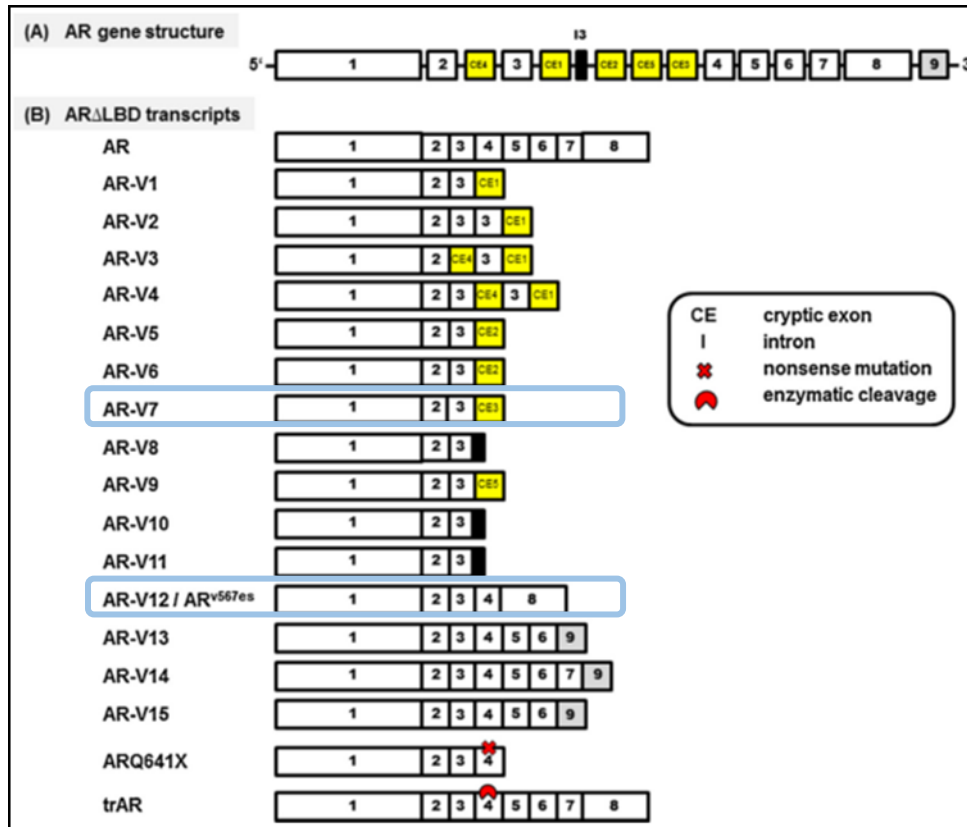 (A) AR gene structure
I3
5‘ 1 2 CE4 3 CE1 CE2 CE5 CE3 4 5 6 7 8 9 3
(B) AR∆LBD transcripts
AR 1 2 3 4 5 6 7 8
AR-V1 1 2 3 CE1
AR-V2 1 2 3 3 CE1
AR-V3 1 2 CE4 3 CE1
AR-V4 1 2 3 CE4 3 CE1
AR-V5 1 2 3 CE2
AR-V6 1 2 3 CE2
AR-V7 1 2 3 CE3
AR-V8 1 2 3
AR-V9 1 2 3 CE5
AR-V10 1 2 3
AR-V11 1 2 3
AR-V12 / ARv567es 1 2 3 4 8
AR-V13 1 2 3 4 5 6 9
AR-V14 1 2 3 4 5 6 7 9
AR-V15 1 2 3 4 5 6 9
ARQ641X 1 2 3 4
trAR 1 2 3 4 5 6 7 8
CE cryptic exon
I intron
nonsense mutation
enzymatic cleavage